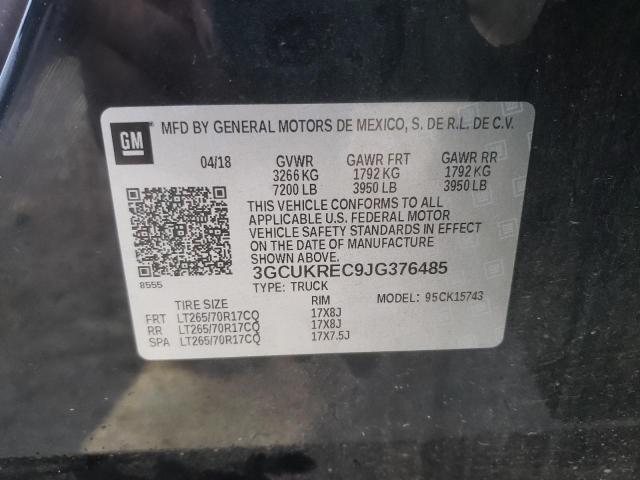 GM MFD BY GENERAL MOTORS DE MEXICO, S. DE R.L. DE C.V.
04/18 GVWR GAWR FRT GAWR RR
3266 KG 1792 KG 1792 KG
7200 LB 3950 LB 3950 LB
THIS VEHICLE CONFORMS TO ALL
APPLICABLE U.S. FEDERAL MOTOR
VEHICLE SAFETY STANDARDS IN EFFECT
ON THE DATE OF MANUFACTURE
SHOWN ABOVE.
8555
3GCUKREC9JG376485
TYPE: TRUCK MODEL: 95CK15743
TIRE SIZE RIM
FRT LT265/70R17CQ 17X8J
RR LT265/70R17CQ 17X8J
SPA LT265/70R17CQ 17X7.5J